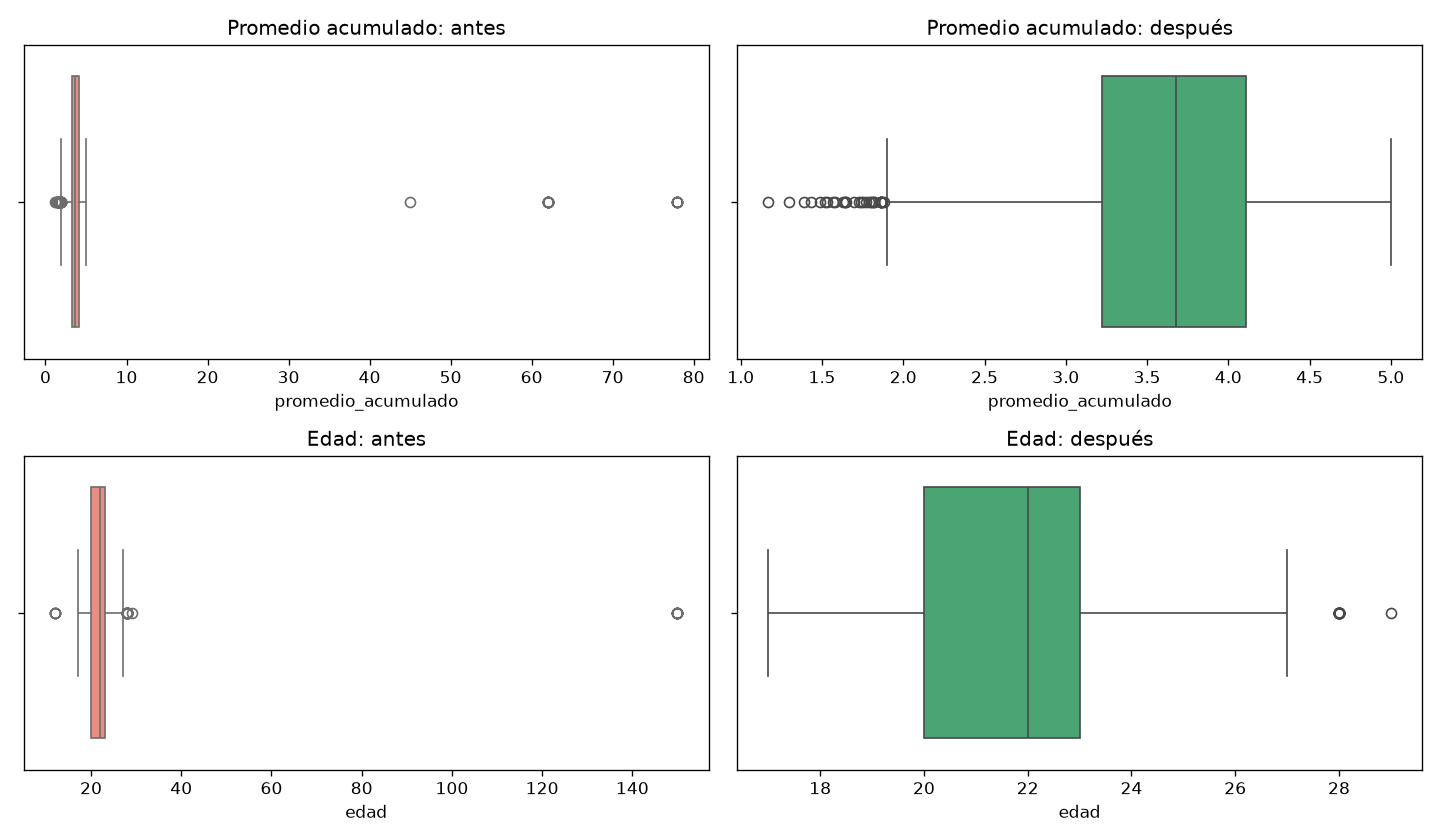 Promedio acumulado: antes
0 10 20 30 40 50 60 70 80
promedio_acumulado
Promedio acumulado: después
1.0 1.5 2.0 2.5 3.0 3.5 4.0 4.5 5.0
promedio_acumulado
Edad: antes
20 40 60 80 100 120 140
edad
Edad: después
18 20 22 24 26 28
edad